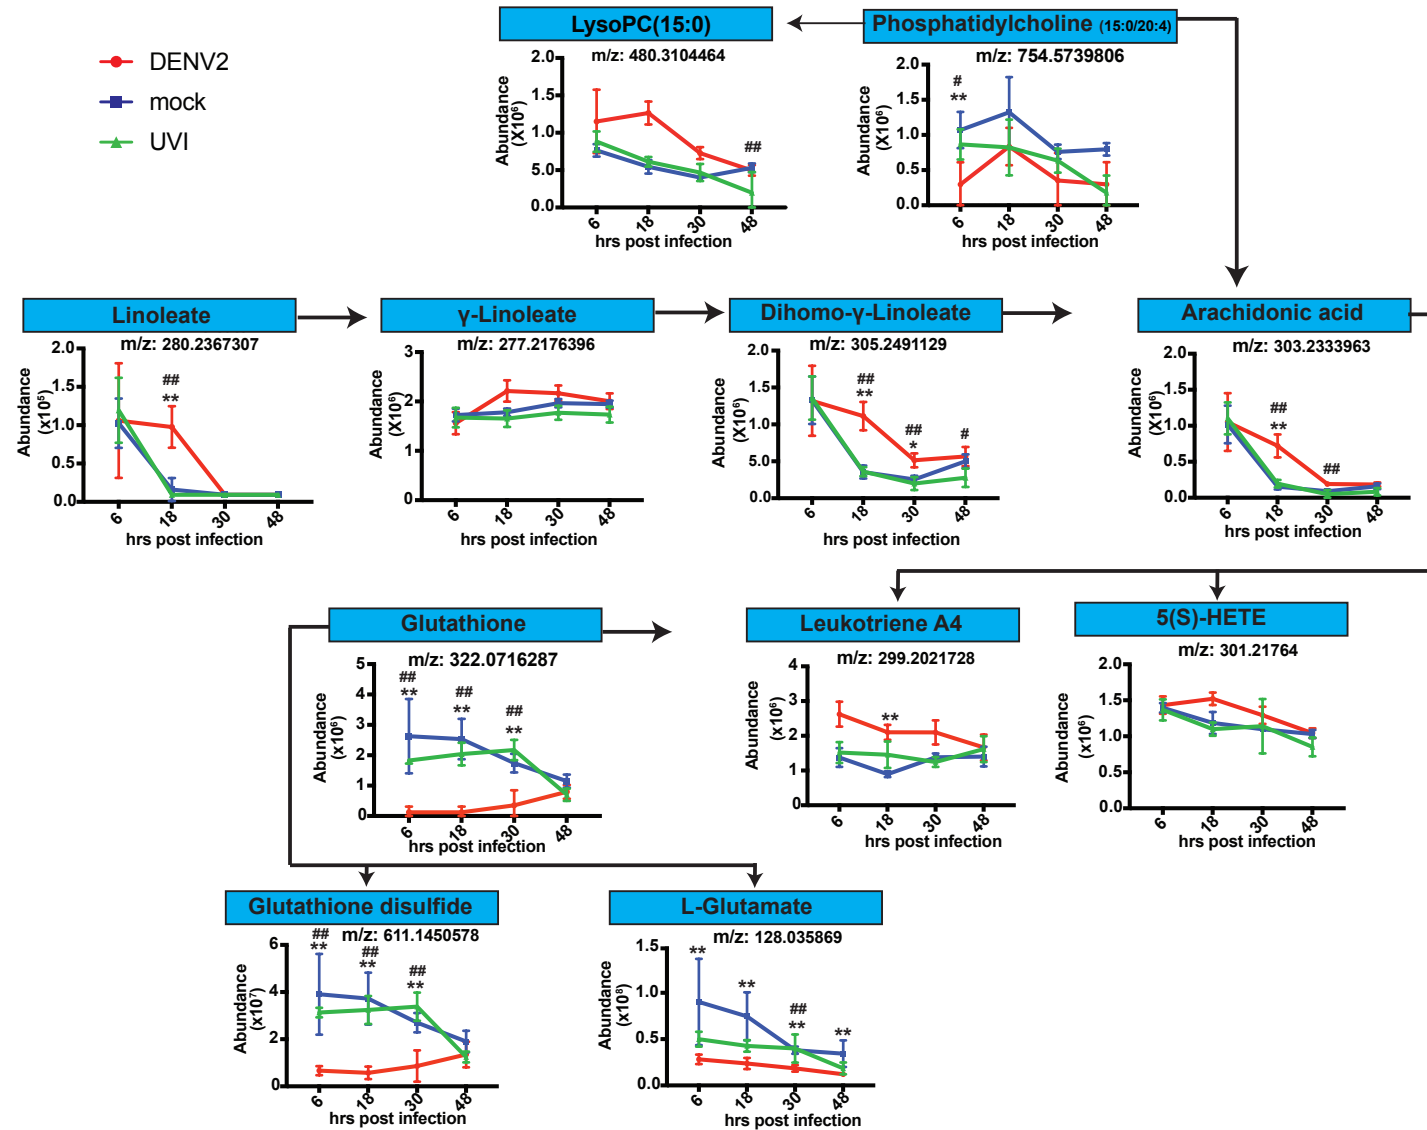 DENV2
mock
UVI
LysoPC(15:0)
m/z: 480.3104464
Abundance
(X10⁶)
2.0
1.5
1.0
5.0
0.0
##
6
18
30
48
hrs post infection
Phosphatidylcholine (15:0/20:4)
m/z: 754.5739806
Abundance
(X10⁶)
2.0
1.5
1.0
0.5
0.0
#
**
6
18
30
48
hrs post infection
Linoleate
m/z: 280.2367307
Abundance
(x10⁵)
2.0
1.5
1.0
0.5
0.0
##
**
6
18
30
48
hrs post infection
γ-Linoleate
m/z: 277.2176396
Abundance
(X10⁶)
3
2
1
0
6
18
30
48
hrs post infection
Dihomo-γ-Linoleate
m/z: 305.2491129
Abundance
(X10⁶)
2.0
1.5
1.0
5.0
0.0
##
**
##
*
#
6
18
30
48
hrs post infection
Arachidonic acid
m/z: 303.2333963
Abundance
(x10⁶)
2.0
1.5
1.0
0.5
0.0
##
**
##
6
18
30
48
hrs post infection
Glutathione
m/z: 322.0716287
Abundance
(x10⁶)
5
4
3
2
1
0
##
**
##
**
##
**
6
18
30
48
hrs post infection
Leukotriene A4
m/z: 299.2021728
Abundance
(x10⁶)
4
3
2
1
0
**
6
18
30
48
hrs post infection
5(S)-HETE
m/z: 301.21764
Abundance
(x10⁶)
2.0
1.5
1.0
0.5
0.0
6
18
30
48
hrs post infection
Glutathione disulfide
m/z: 611.1450578
Abundance
(x10⁷)
6
4
2
0
##
**
##
**
##
**
6
18
30
48
hrs post infection
L-Glutamate
m/z: 128.035869
Abundance
(x10⁸)
1.5
1.0
0.5
0.0
**
**
##
**
**
6
18
30
48
hrs post infection